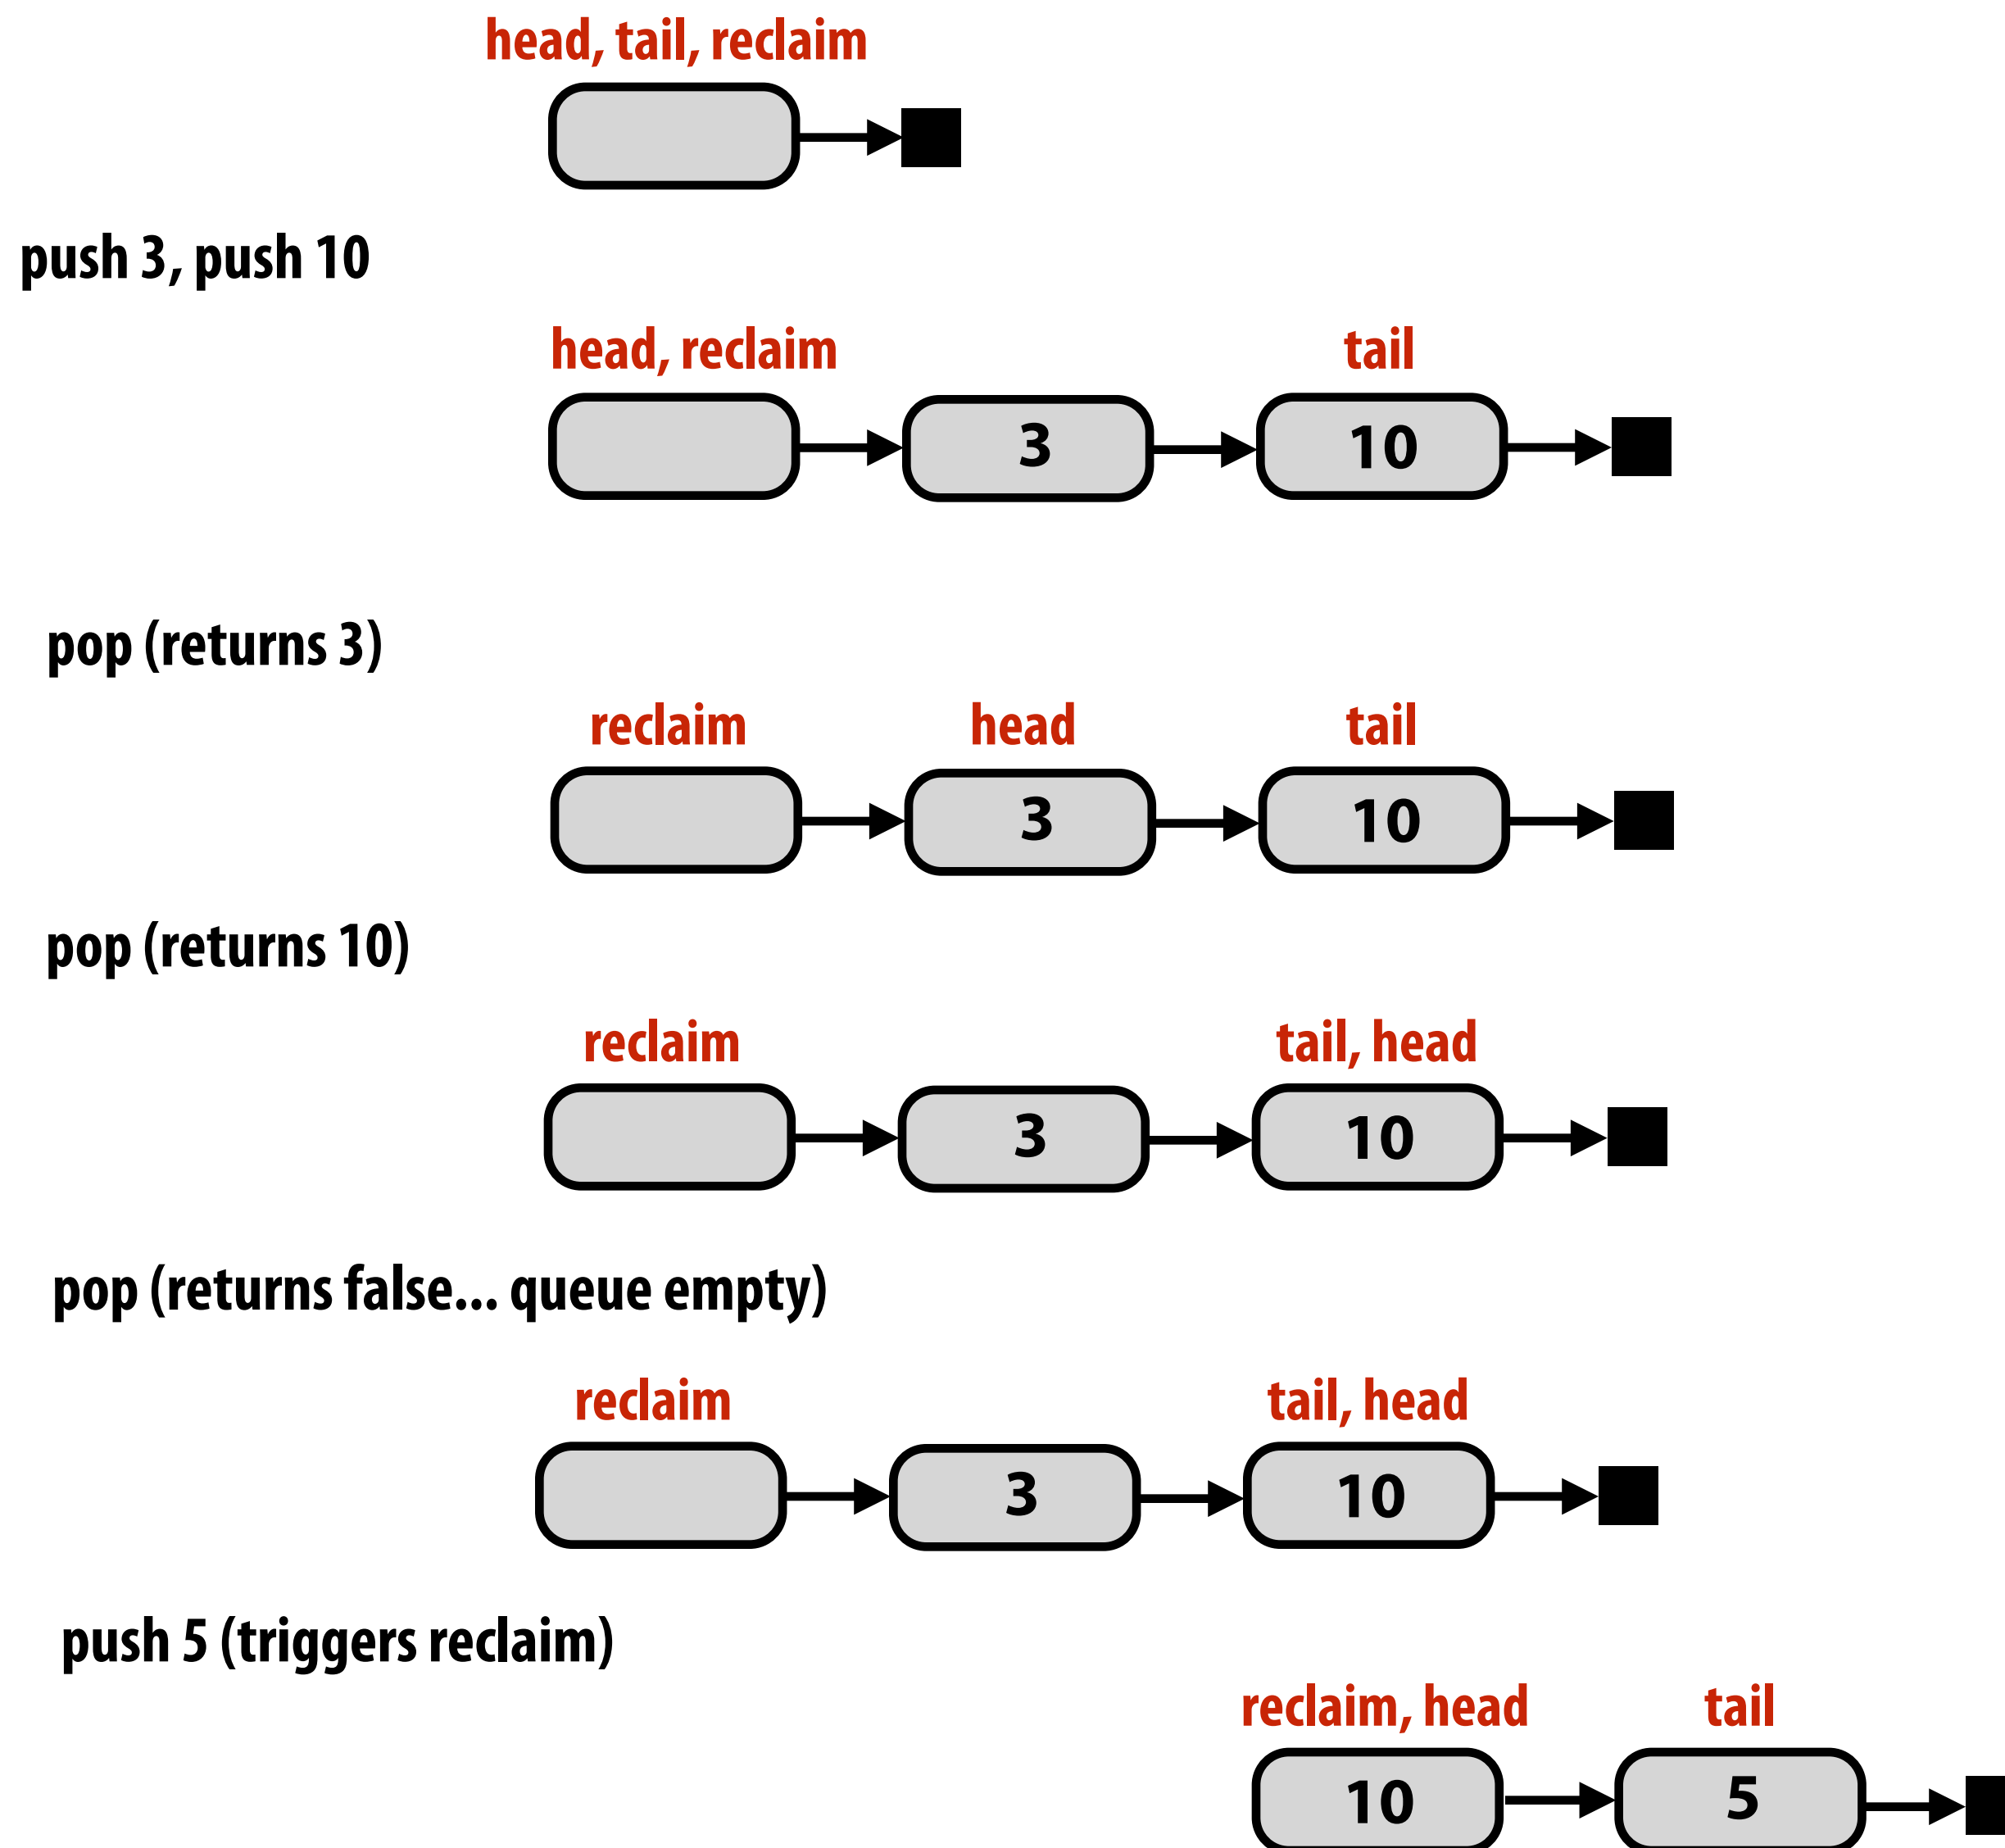 head, tail, reclaim
push 3, push 10
head, reclaim tail
3 10
pop (returns 3)
reclaim head tail
3 10
pop (returns 10)
reclaim tail, head
3 10
pop (returns false... queue empty)
reclaim tail, head
3 10
push 5 (triggers reclaim)
reclaim, head tail
10 5